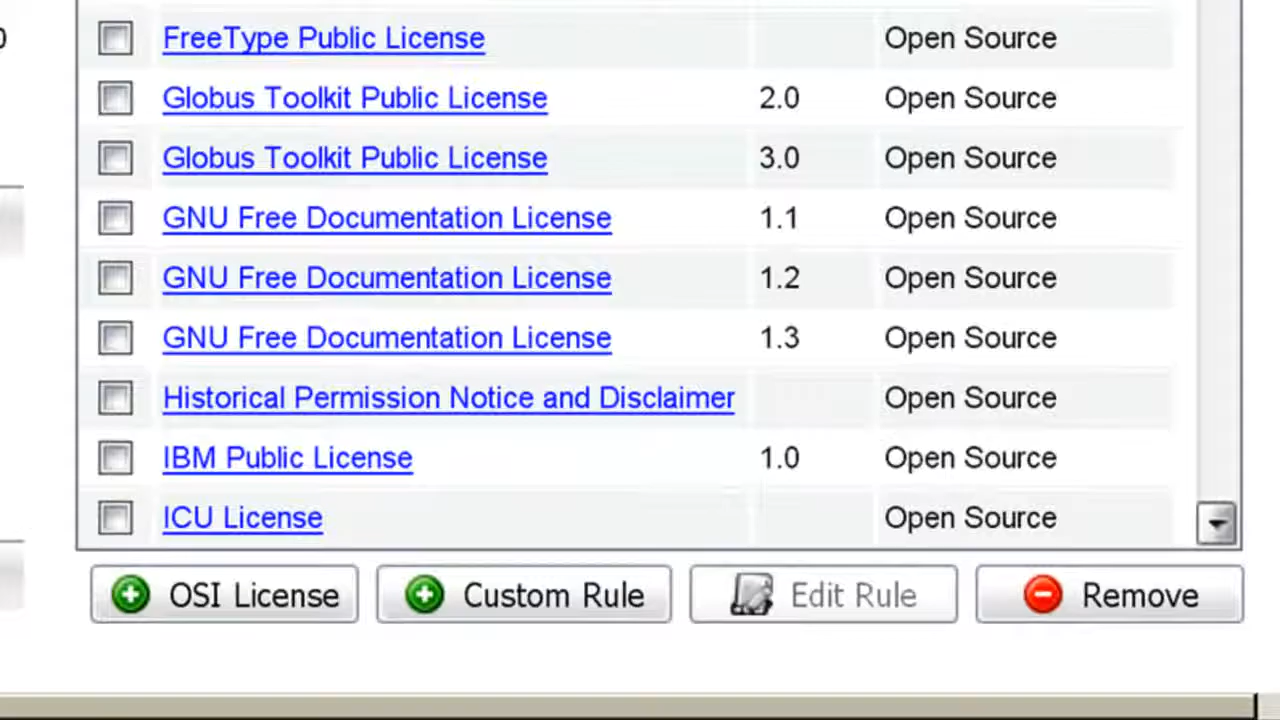 FreeType Public License Open Source
Globus Toolkit Public License 2.0 Open Source
Globus Toolkit Public License 3.0 Open Source
GNU Free Documentation License 1.1 Open Source
GNU Free Documentation License 1.2 Open Source
GNU Free Documentation License 1.3 Open Source
Historical Permission Notice and Disclaimer Open Source
IBM Public License 1.0 Open Source
ICU License Open Source
OSI License Custom Rule Edit Rule Remove